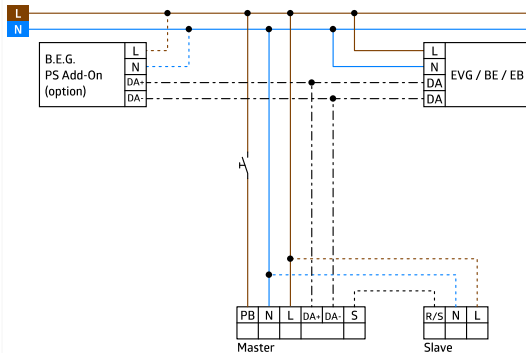 L
N
B.E.G.
PS Add-On
(option)
L
N
DA+
DA-
L
N
DA
DA
EVG / BE / EB
PB N L DA+ DA- S
R/S N L
Master
Slave